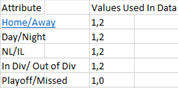 Attribute Values Used In Data
Home/Away 1,2
Day/Night 1,2
NL/IL 1,2
In Div/ Out of Div 1,2
Playoff/Missed 1,0